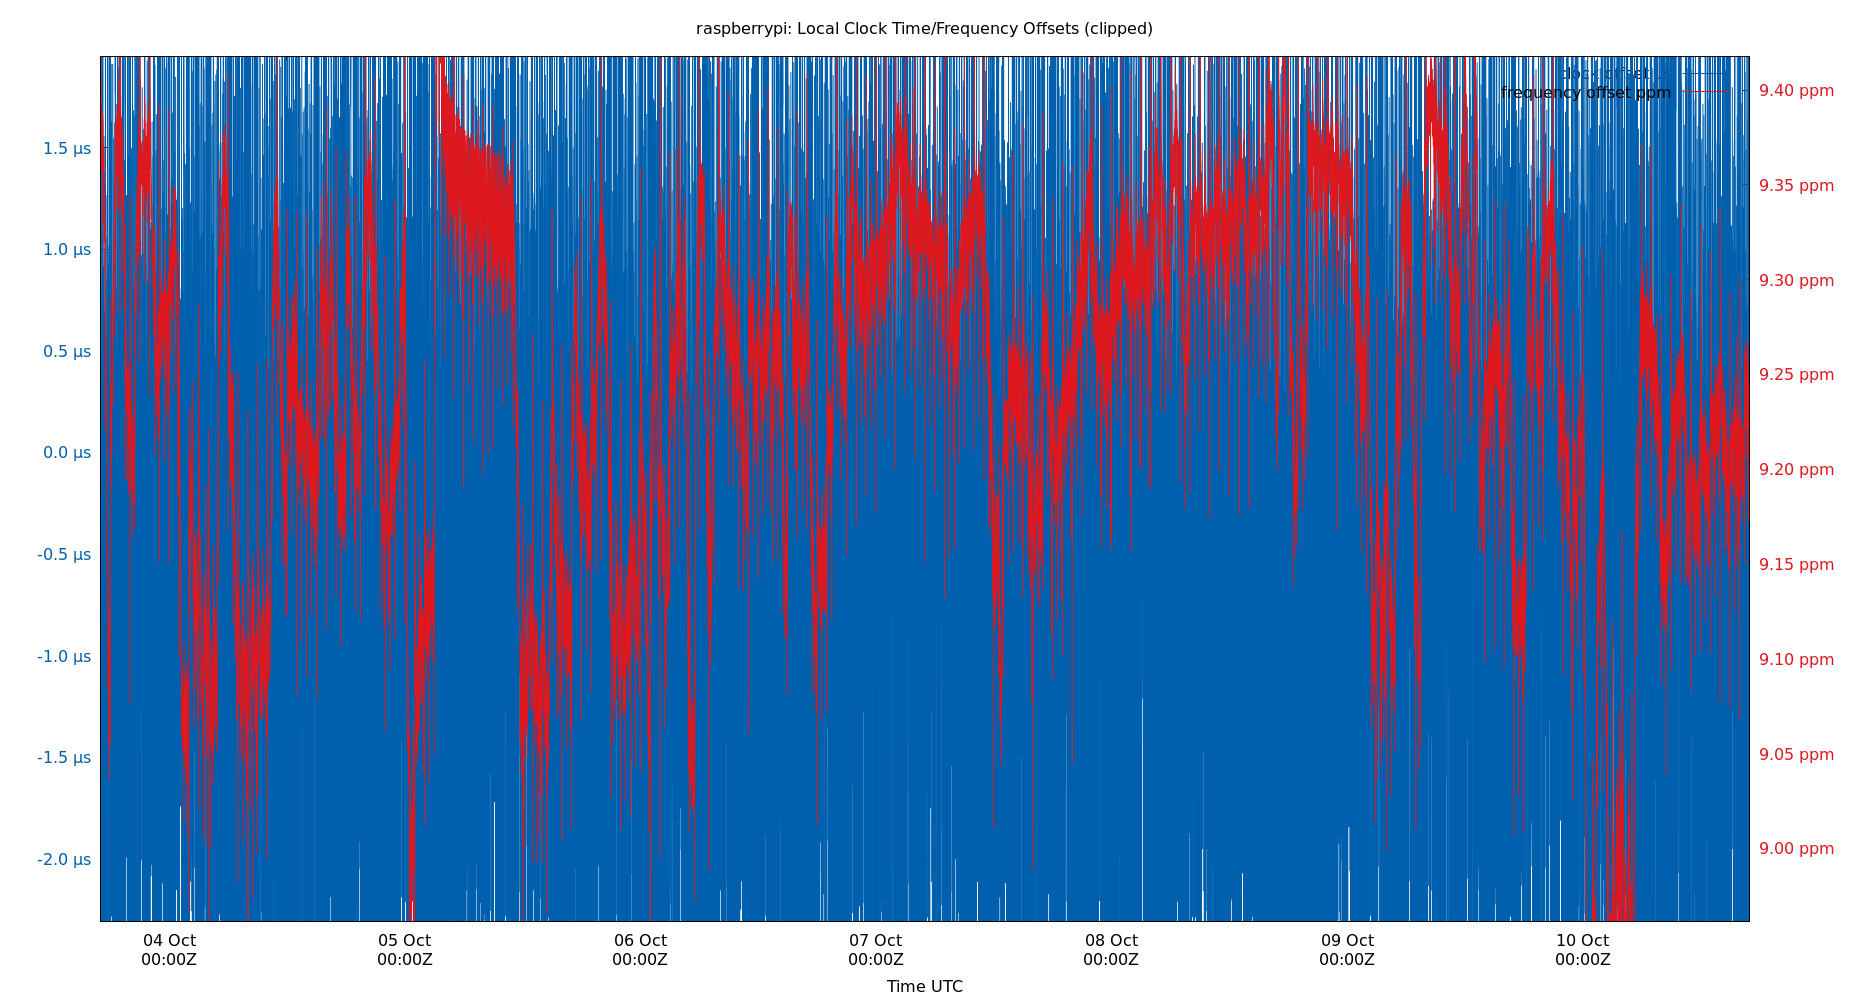 raspberrypi: Local Clock Time/Frequency Offsets (clipped)
clock offset
frequency offset ppm
1.5 µs
1.0 µs
0.5 µs
0.0 µs
-0.5 µs
-1.0 µs
-1.5 µs
-2.0 µs
9.40 ppm
9.35 ppm
9.30 ppm
9.25 ppm
9.20 ppm
9.15 ppm
9.10 ppm
9.05 ppm
9.00 ppm
04 Oct
00:00Z
05 Oct
00:00Z
06 Oct
00:00Z
07 Oct
00:00Z
08 Oct
00:00Z
09 Oct
00:00Z
10 Oct
00:00Z
Time UTC